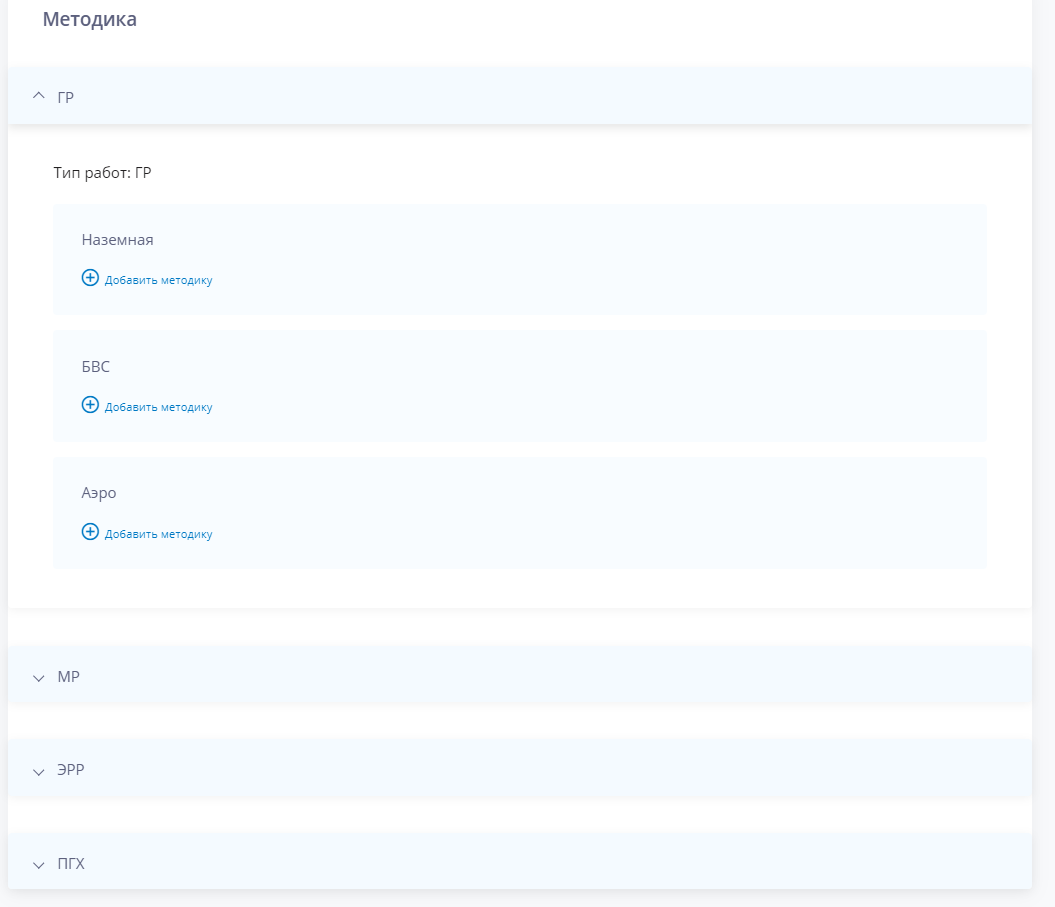 Методика
ГР
Тип работ: ГР
Наземная
Добавить методику
БВС
Добавить методику
Аэро
Добавить методику
МР
ЭРР
ПГХ